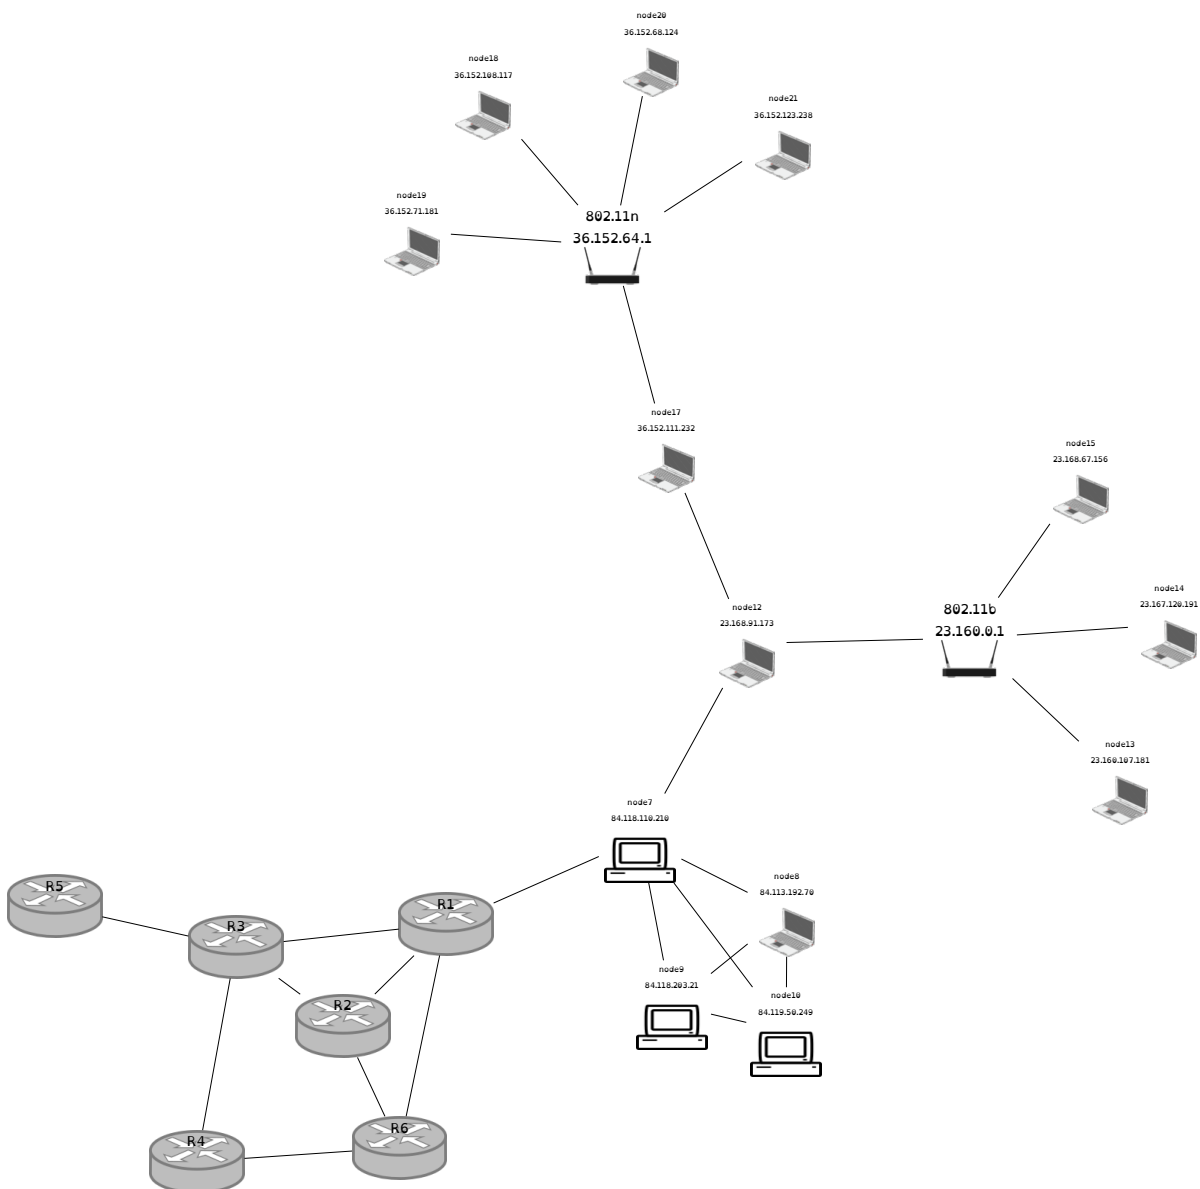 node20
36.152.68.124
node18
36.152.108.117
node21
36.152.123.238
node19
36.152.71.181
802.11n
36.152.64.1
node17
36.152.111.232
node15
23.168.67.156
node14
23.167.120.191
802.11b
23.160.0.1
node12
23.168.91.173
node13
23.160.107.181
node7
84.118.110.210
node8
84.113.192.70
node9
84.118.203.21
node10
84.119.50.249
R5
R1
R3
R2
R6
R4